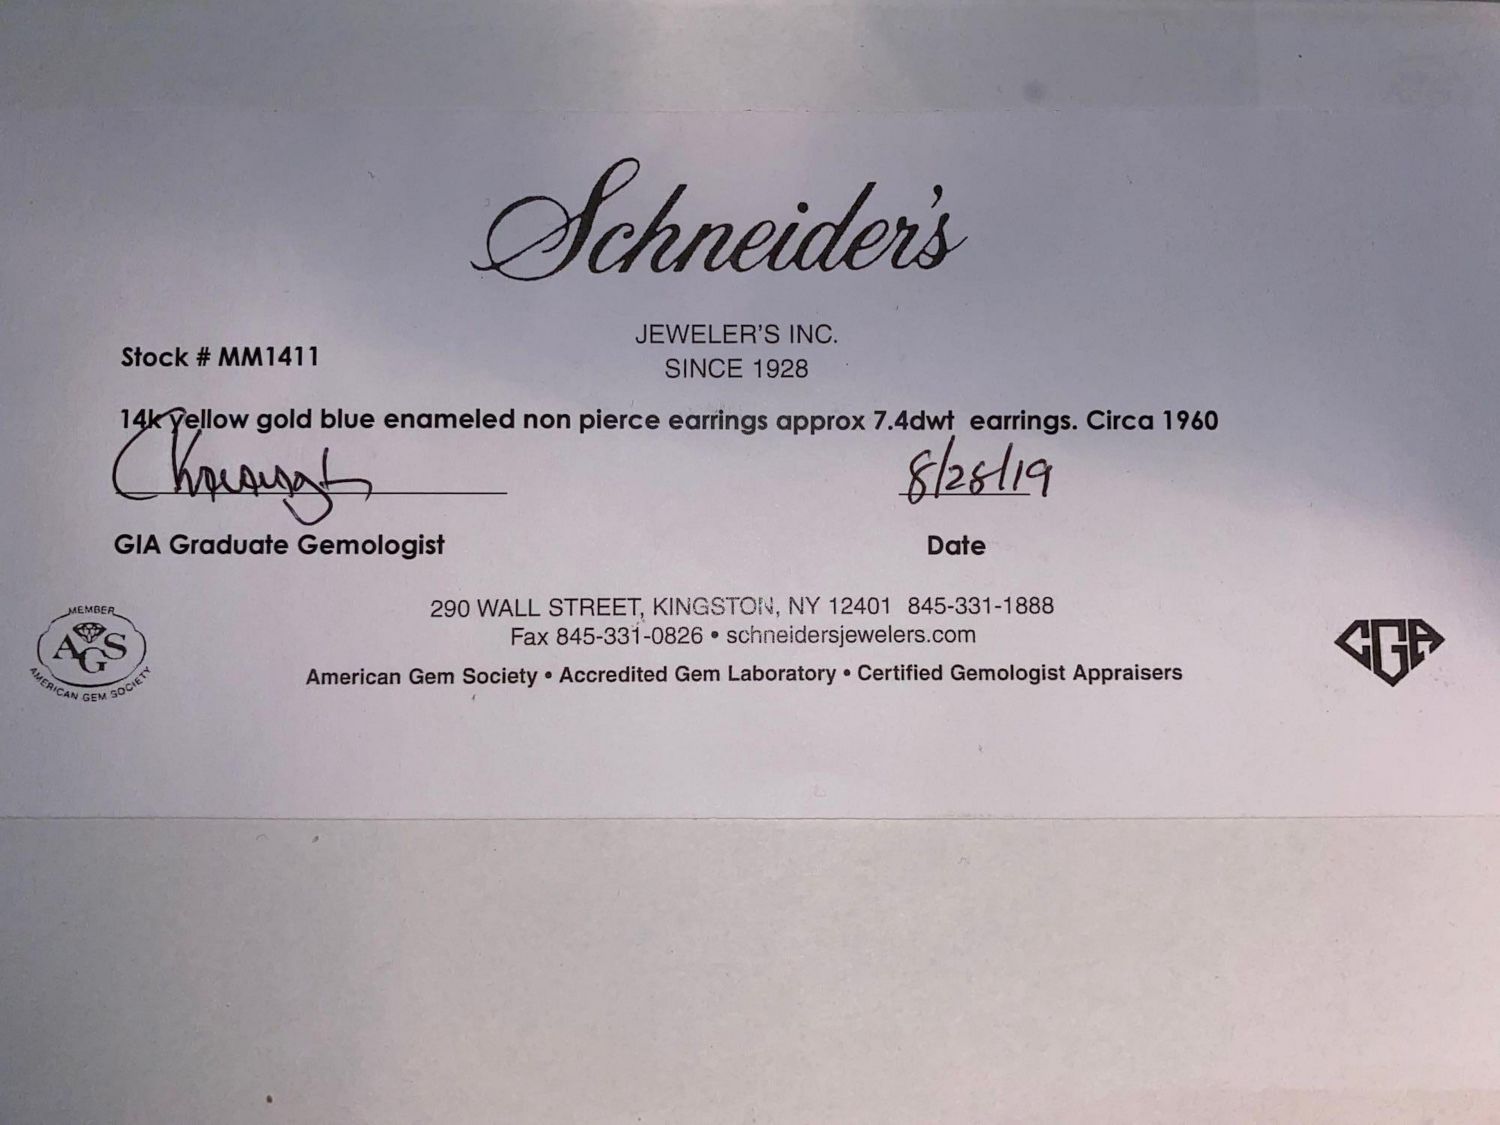 Schneider's
JEWELER'S INC.
SINCE 1928
Stock # MM1411
14k yellow gold blue enameled non pierce earrings approx 7.4dwt earrings. Circa 1960
8/28/19
GIA Graduate Gemologist
Date
290 WALL STREET, KINGSTON, NY 12401 845-331-1888
Fax 845-331-0826 • schneidersjewelers.com
American Gem Society • Accredited Gem Laboratory • Certified Gemologist Appraisers
MEMBER
AGS
AMERICAN GEM SOCIETY
CGA